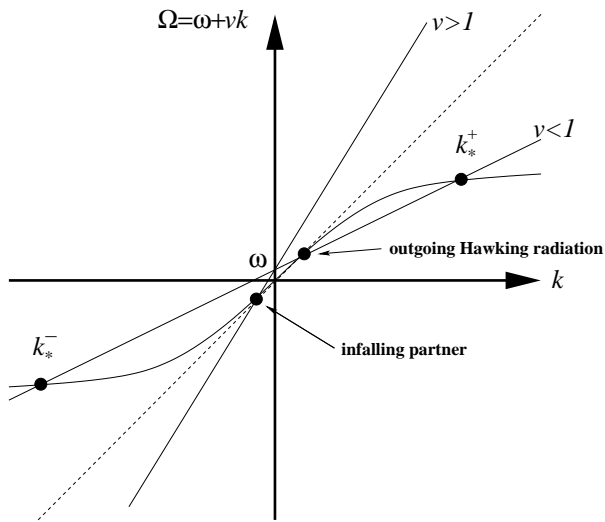 Ω=ω+vk
v>1
k*+
v<1
outgoing Hawking radiation
ω
k
infalling partner
k*−